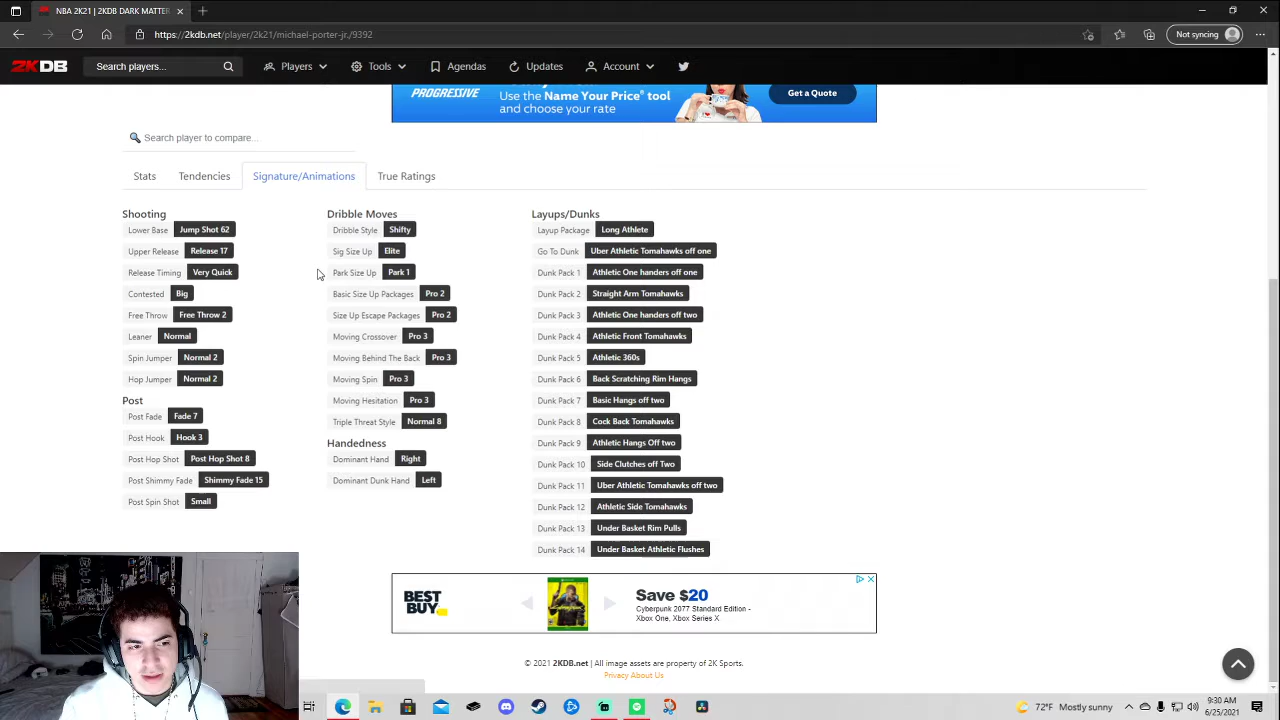 NBA 2K21 | 2KDB DARK MATTER
https://2kdb.net/player/2k21/michael-porter-jr./9392
Not syncing
2KDB
Search players...
Players
Tools
Agendas
Updates
Account
PROGRESSIVE
Use the Name Your Price® tool
and choose your rate
Get a Quote
Search player to compare...
Stats
Tendencies
Signature/Animations
True Ratings
Shooting
Lower Base Jump Shot 62
Upper Release Release 17
Release Timing Very Quick
Contested Big
Free Throw Free Throw 2
Leaner Normal
Spin Jumper Normal 2
Hop Jumper Normal 2
Post
Post Fade Fade 7
Post Hook Hook 3
Post Hop Shot Post Hop Shot 8
Post Shimmy Fade Shimmy Fade 15
Post Spin Shot Small
Dribble Moves
Dribble Style Shifty
Sig Size Up Elite
Park Size Up Park 1
Basic Size Up Packages Pro 2
Size Up Escape Packages Pro 2
Moving Crossover Pro 3
Moving Behind The Back Pro 3
Moving Spin Pro 3
Moving Hesitation Pro 3
Triple Threat Style Normal 8
Handedness
Dominant Hand Right
Dominant Dunk Hand Left
Layups/Dunks
Layup Package Long Athlete
Go To Dunk Uber Athletic Tomahawks off one
Dunk Pack 1 Athletic One handers off one
Dunk Pack 2 Straight Arm Tomahawks
Dunk Pack 3 Athletic One handers off two
Dunk Pack 4 Athletic Front Tomahawks
Dunk Pack 5 Athletic 360s
Dunk Pack 6 Back Scratching Rim Hangs
Dunk Pack 7 Basic Hangs off two
Dunk Pack 8 Cock Back Tomahawks
Dunk Pack 9 Athletic Hangs Off two
Dunk Pack 10 Side Clutches off Two
Dunk Pack 11 Uber Athletic Tomahawks off two
Dunk Pack 12 Athletic Side Tomahawks
Dunk Pack 13 Under Basket Rim Pulls
Dunk Pack 14 Under Basket Athletic Flushes
BEST
BUY
Save $20
Cyberpunk 2077 Standard Edition -
Xbox One, Xbox Series X
© 2021 2KDB.net | All image assets are property of 2K Sports.
Privacy About Us
72°F Mostly sunny
9:30 AM
6/25/2021